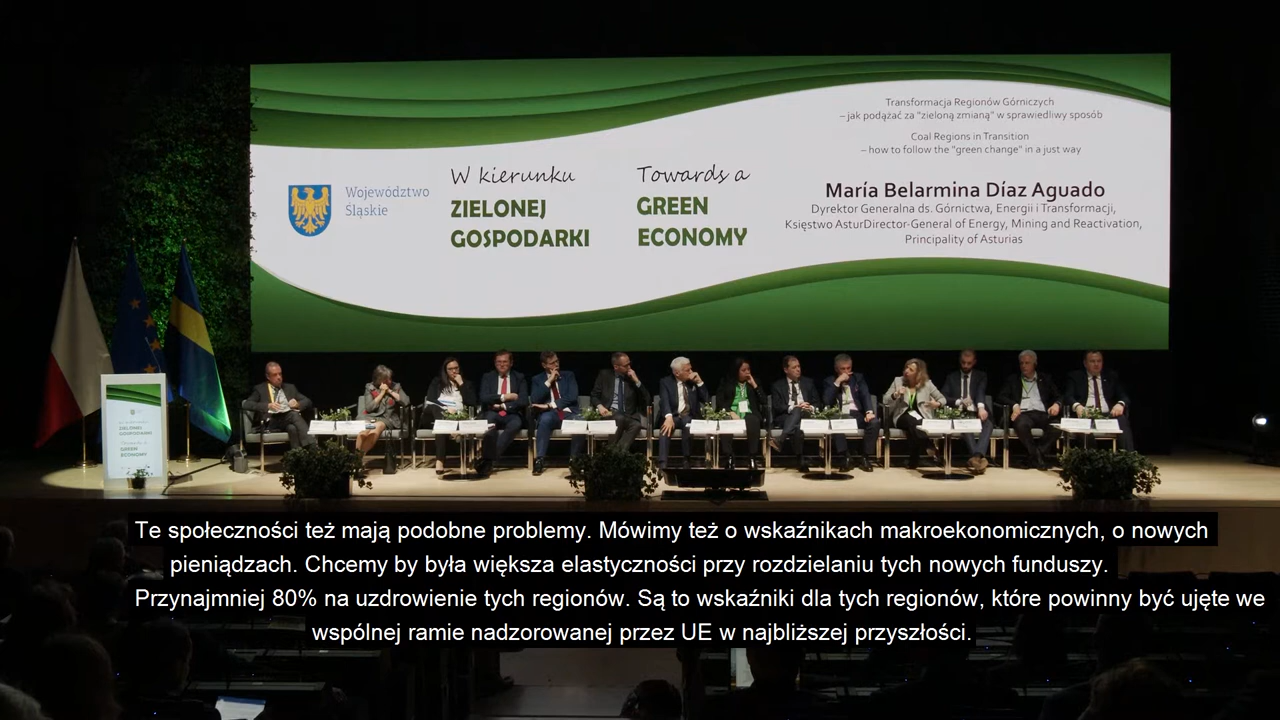 Transformacja Regionów Górniczych
– jak podążać za "zieloną zmianą" w sprawiedliwy sposób
Coal Regions in Transition
– how to follow the "green change" in a just way
Województwo
Śląskie
W kierunku
ZIELONEJ
GOSPODARKI
Towards a
GREEN
ECONOMY
María Belarmina Díaz Aguado
Dyrektor Generalna ds. Górnictwa, Energii i Transformacji,
Księstwo AsturDirector-General of Energy, Mining and Reactivation,
Principality of Asturias
ZIELONEJ
GOSPODARKI
GREEN
ECONOMY
Te społeczności też mają podobne problemy. Mówimy też o wskaźnikach makroekonomicznych, o nowych
pieniądzach. Chcemy by była większa elastyczności przy rozdzielaniu tych nowych funduszy.
Przynajmniej 80% na uzdrowienie tych regionów. Są to wskaźniki dla tych regionów, które powinny być ujęte we
wspólnej ramie nadzorowanej przez UE w najbliższej przyszłości.